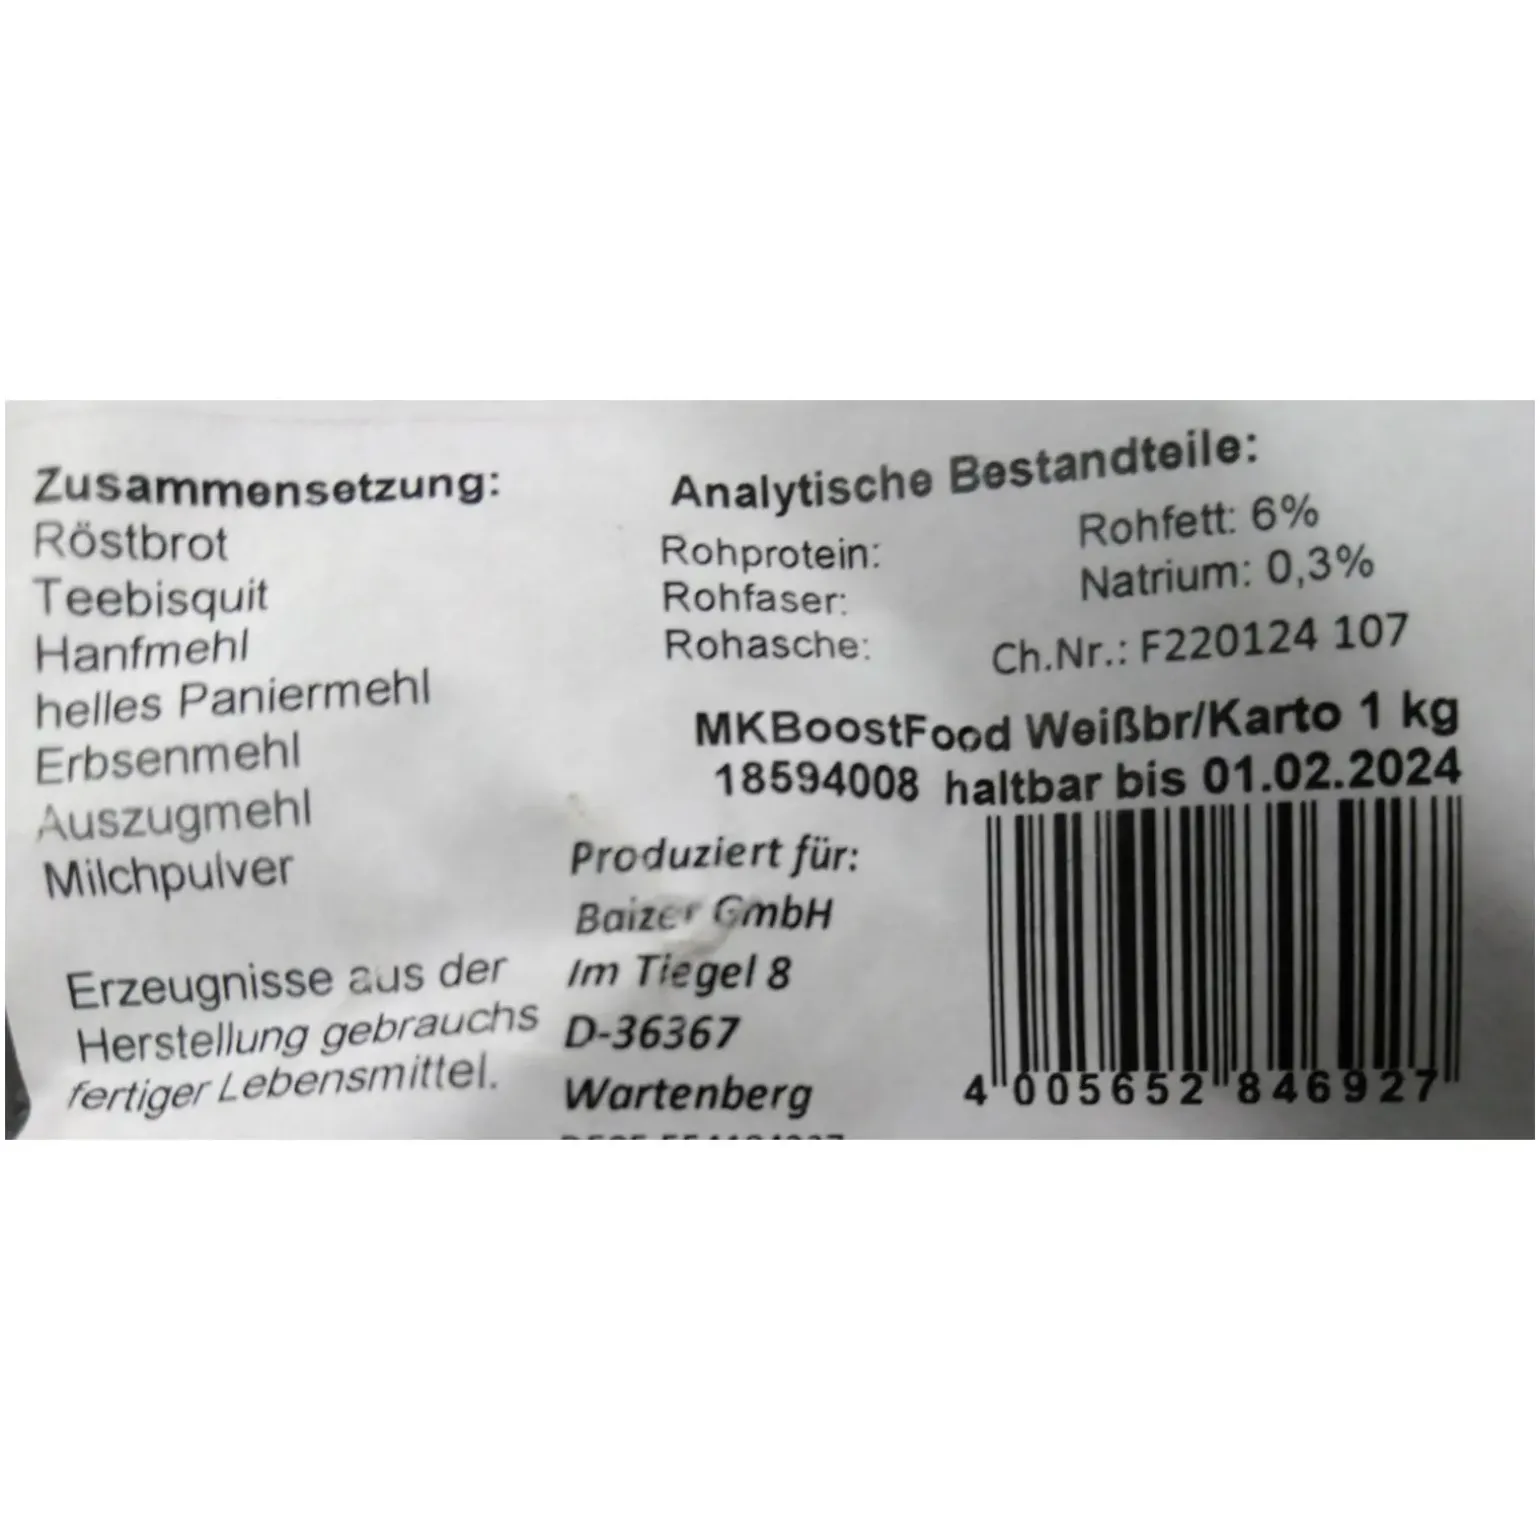 Zusammensetzung:
Röstbrot
Teebisquit
Hanfmehl
helles Paniermehl
Erbsenmehl
Auszugmehl
Milchpulver
Erzeugnisse aus der
Herstellung gebrauchs
fertiger Lebensmittel.
Analytische Bestandteile:
Rohprotein:
Rohfaser:
Rohasche:
Rohfett: 6%
Natrium: 0,3%
Ch.Nr.: F220124 107
MKBoostFood Weißbr/Karto 1 kg
18594008 haltbar bis 01.02.2024
Produziert für:
Baizer GmbH
Im Tiegel 8
D-36367
Wartenberg
4 005652 846927